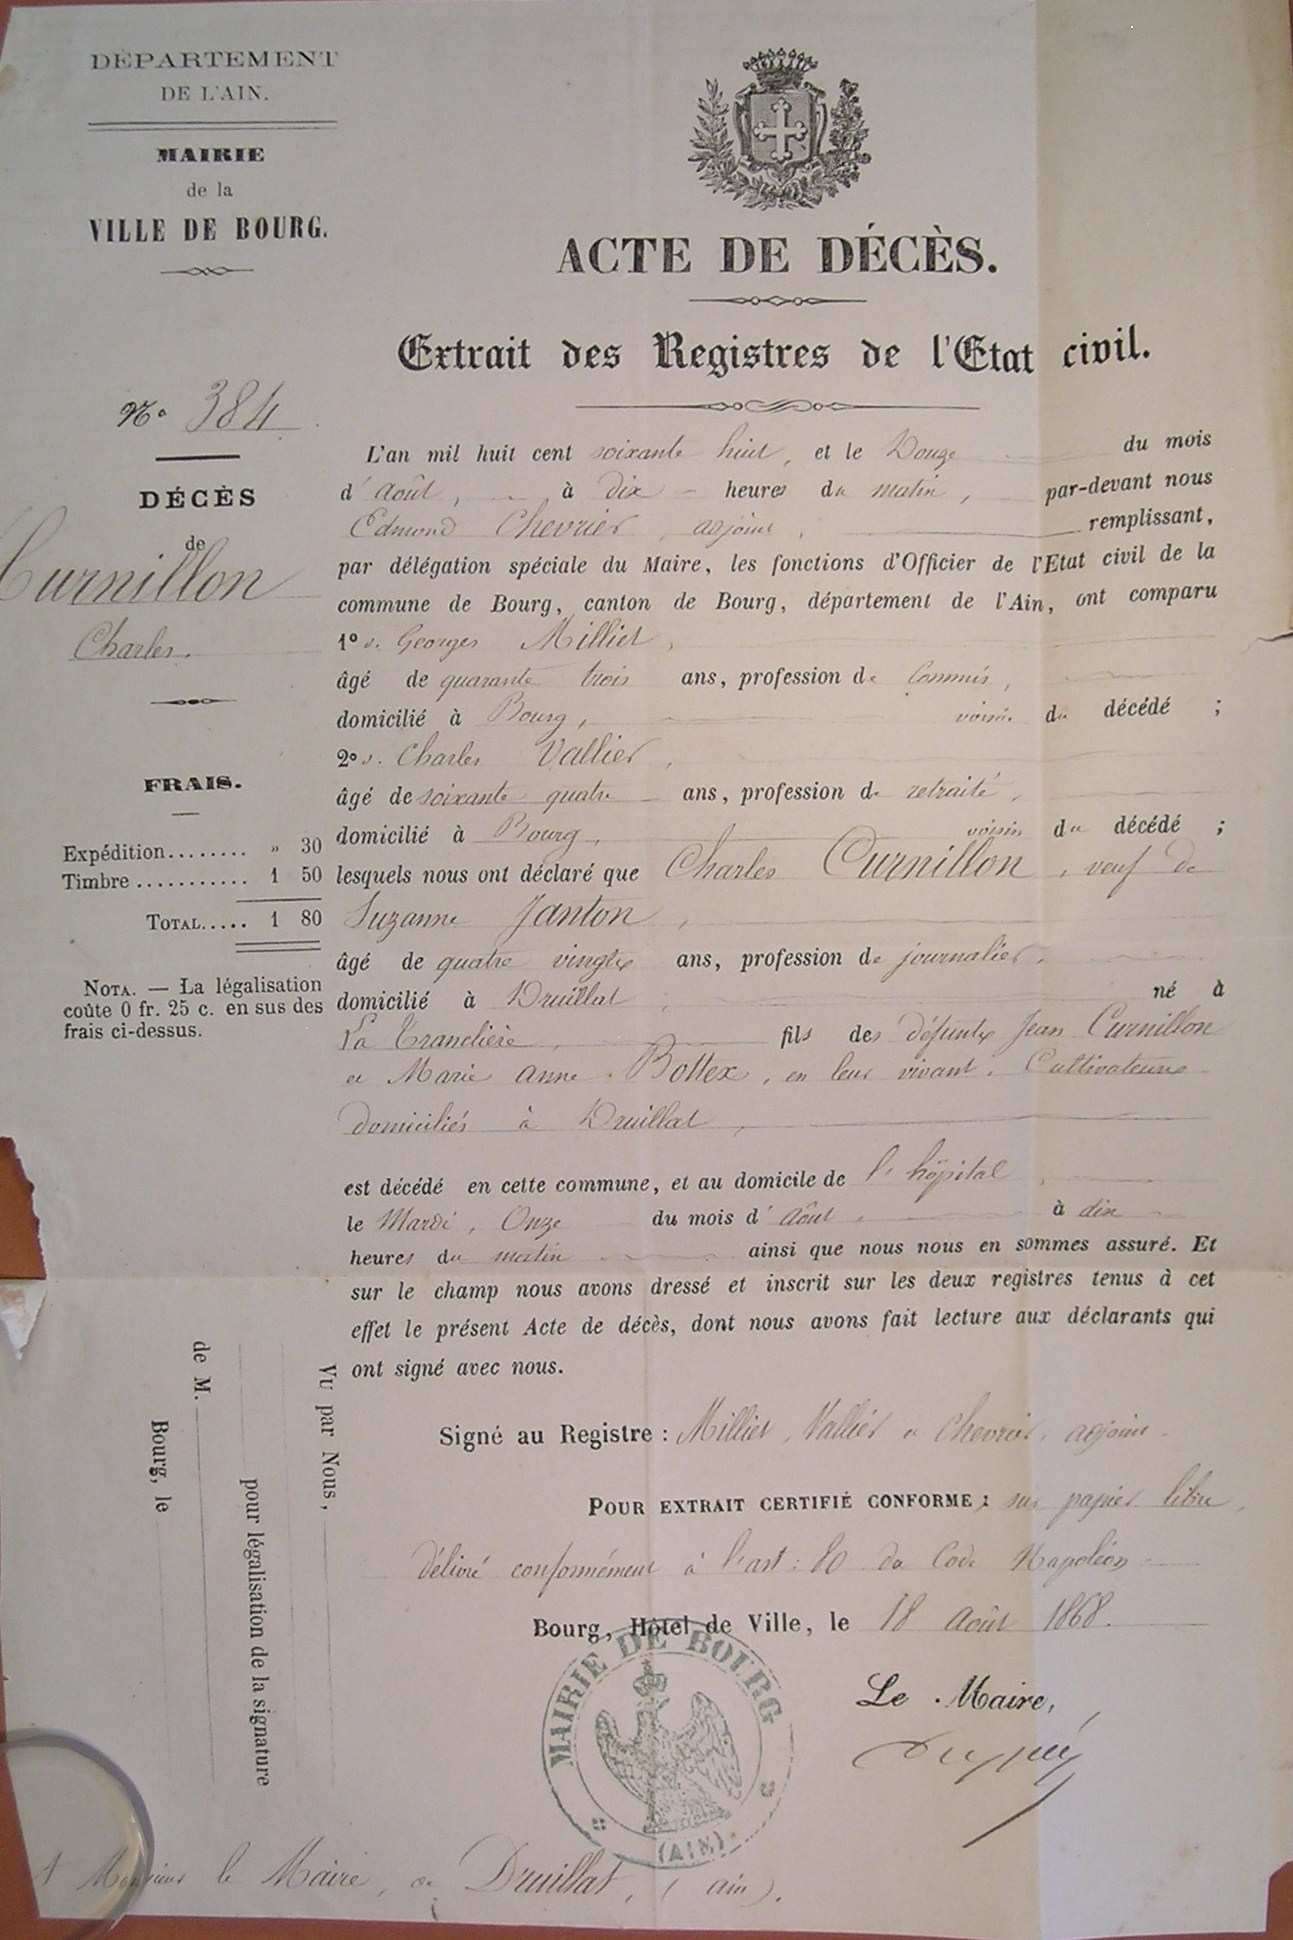 DÉPARTEMENT
DE L'AIN.
MAIRIE
de la
VILLE DE BOURG.
ACTE DE DÉCÈS.
Extrait des Registres de l'Etat civil.
No 384
DÉCÈS
de
Curnillon
Charles.
FRAIS.
Expédition........ » 30
Timbre........... 1 50
TOTAL..... 1 80
NOTA. — La légalisation
coûte 0 fr. 25 c. en sus des
frais ci-dessus.
L'an mil huit cent soixante huit, et le Douze du mois
d'août, à dix heures du matin, par-devant nous
Edmond Chevrier, adjoint, remplissant,
par délégation spéciale du Maire, les fonctions d'Officier de l'Etat civil de la
commune de Bourg, canton de Bourg, département de l'Ain, ont comparu
1º s. Georges Milliet,
âgé de quarante trois ans, profession de Commis,
domicilié à Bourg, voisin du décédé ;
2º s. Charles Vallier,
âgé de soixante quatre ans, profession de retraité,
domicilié à Bourg, voisin du décédé ;
lesquels nous ont déclaré que Charles Curnillon, veuf de
Suzanne Janton,
âgé de quatre vingts ans, profession de journalier,
domicilié à Druillat, né à
La Tranclière, fils des défunts Jean Curnillon
et Marie anne Bottex, en leur vivant, Cultivateurs
domiciliés à Druillat,
est décédé en cette commune, et au domicile de l'hôpital
le Mardi, Onze du mois d'août, à dix
heures du matin ainsi que nous nous en sommes assuré. Et
sur le champ nous avons dressé et inscrit sur les deux registres tenus à cet
effet le présent Acte de décès, dont nous avons fait lecture aux déclarants qui
ont signé avec nous.
Signé au Registre : Milliet, Vallier et Chevrier, adjoint.
POUR EXTRAIT CERTIFIÉ CONFORME ; sur papier libre,
délivré conformément à l'art : 80 du Code Napoléon
Bourg, Hôtel de Ville, le 18 Août 1868.
Le Maire,
MAIRIE DE BOURG
(AIN)
Vu par Nous,
pour légalisation de la signature
de M.
Bourg, le
A Monsieur le Maire, de Druillat, (ain).